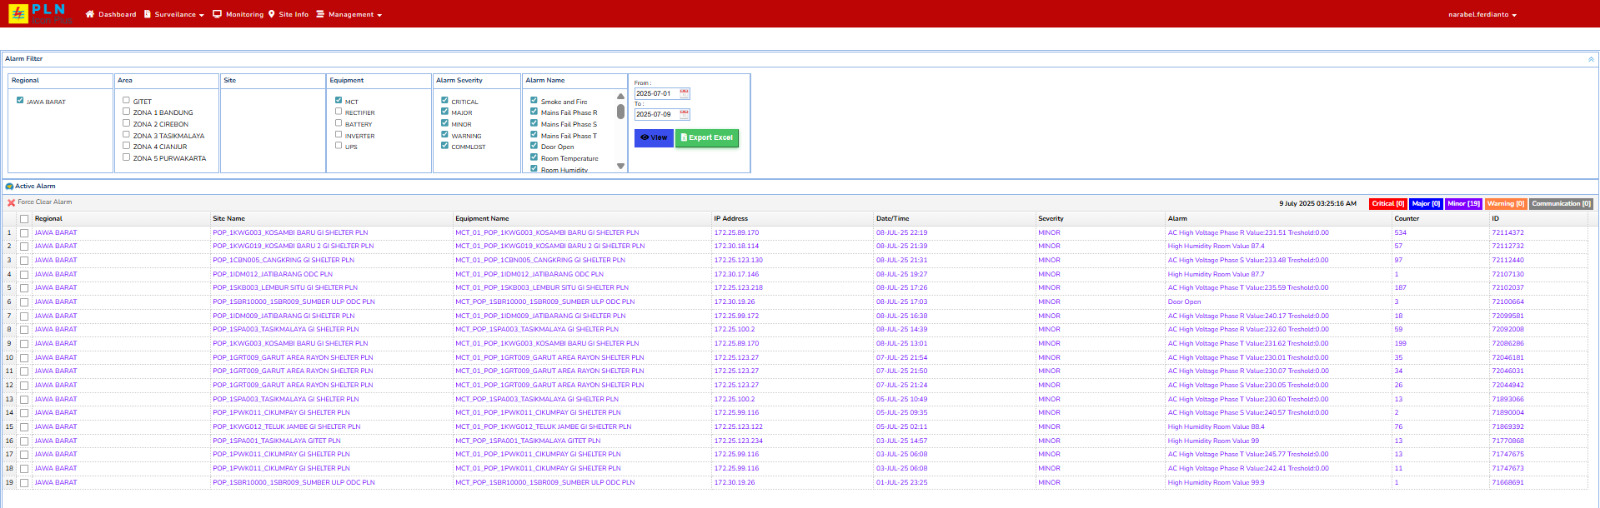 PLN
Dashboard Surveilance Monitoring Site Info Management narabel.ferdianto
Alarm Filter
Regional Area Site Equipment Alarm Severity Alarm Name
JAWA BARAT
GITET
ZONA 1 BANDUNG
ZONA 2 CIREBON
ZONA 3 TASIKMALAYA
ZONA 4 CIANJUR
ZONA 5 PURWAKARTA
MCT
RECTIFIER
BATTERY
INVERTER
UPS
CRITICAL
MAJOR
MINOR
WARNING
COMMLOST
Smoke and Fire
Mains Fail Phase R
Mains Fail Phase S
Mains Fail Phase T
Door Open
Room Temperature
Room Humidity
From :
2025-07-01
To :
2025-07-09
View Export Excel
Active Alarm
Force Clear Alarm 9 July 2025 03:25:16 AM Critical [0] Major [0] Minor [19] Warning [0] Communication [0]
Regional Site Name Equipment Name IP Address Date/Time Severity Alarm Counter ID
1 JAWA BARAT POP_1KWG003_KOSAMBI BARU GI SHELTER PLN MCT_01_POP_1KWG003_KOSAMBI BARU GI SHELTER PLN 172.25.89.170 08-JUL-25 22:19 MINOR AC High Voltage Phase R Value:231.51 Treshold:0.00 534 72114372
2 JAWA BARAT POP_1KWG019_KOSAMBI BARU 2 GI SHELTER PLN MCT_01_POP_1KWG019_KOSAMBI BARU 2 GI SHELTER PLN 172.30.18.114 08-JUL-25 21:39 MINOR High Humidity Room Value 87.4 57 72112732
3 JAWA BARAT POP_1CBN005_CANGKRING GI SHELTER PLN MCT_01_POP_1CBN005_CANGKRING GI SHELTER PLN 172.25.123.130 08-JUL-25 21:31 MINOR AC High Voltage Phase S Value:233.48 Treshold:0.00 97 72112440
4 JAWA BARAT POP_1IDM012_JATIBARANG ODC PLN MCT_01_POP_1IDM012_JATIBARANG ODC PLN 172.30.17.146 08-JUL-25 19:27 MINOR High Humidity Room Value 87.7 1 72107130
5 JAWA BARAT POP_1SKB003_LEMBUR SITU GI SHELTER PLN MCT_01_POP_1SKB003_LEMBUR SITU GI SHELTER PLN 172.25.123.218 08-JUL-25 17:26 MINOR AC High Voltage Phase T Value:235.59 Treshold:0.00 187 72102037
6 JAWA BARAT POP_1SBR10000_1SBR009_SUMBER ULP ODC PLN MCT_POP_1SBR10000_1SBR009_SUMBER ULP ODC PLN 172.30.19.26 08-JUL-25 17:03 MINOR Door Open 3 72100664
7 JAWA BARAT POP_1IDM009_JATIBARANG GI SHELTER PLN MCT_01_POP_1IDM009_JATIBARANG GI SHELTER PLN 172.25.99.172 08-JUL-25 16:38 MINOR AC High Voltage Phase R Value:240.17 Treshold:0.00 18 72099581
8 JAWA BARAT POP_1SPA003_TASIKMALAYA GI SHELTER PLN MCT_POP_1SPA003_TASIKMALAYA GI SHELTER PLN 172.25.100.2 08-JUL-25 14:39 MINOR AC High Voltage Phase R Value:232.60 Treshold:0.00 59 72092008
9 JAWA BARAT POP_1KWG003_KOSAMBI BARU GI SHELTER PLN MCT_01_POP_1KWG003_KOSAMBI BARU GI SHELTER PLN 172.25.89.170 08-JUL-25 13:01 MINOR AC High Voltage Phase T Value:231.62 Treshold:0.00 199 72086286
10 JAWA BARAT POP_1GRT009_GARUT AREA RAYON SHELTER PLN MCT_01_POP_1GRT009_GARUT AREA RAYON SHELTER PLN 172.25.123.27 07-JUL-25 21:54 MINOR AC High Voltage Phase T Value:230.01 Treshold:0.00 35 72046181
11 JAWA BARAT POP_1GRT009_GARUT AREA RAYON SHELTER PLN MCT_01_POP_1GRT009_GARUT AREA RAYON SHELTER PLN 172.25.123.27 07-JUL-25 21:50 MINOR AC High Voltage Phase R Value:230.07 Treshold:0.00 34 72046031
12 JAWA BARAT POP_1GRT009_GARUT AREA RAYON SHELTER PLN MCT_01_POP_1GRT009_GARUT AREA RAYON SHELTER PLN 172.25.123.27 07-JUL-25 21:24 MINOR AC High Voltage Phase S Value:230.05 Treshold:0.00 26 72044942
13 JAWA BARAT POP_1SPA003_TASIKMALAYA GI SHELTER PLN MCT_POP_1SPA003_TASIKMALAYA GI SHELTER PLN 172.25.100.2 05-JUL-25 10:49 MINOR AC High Voltage Phase T Value:230.60 Treshold:0.00 13 71893066
14 JAWA BARAT POP_1PWK011_CIKUMPAY GI SHELTER PLN MCT_01_POP_1PWK011_CIKUMPAY GI SHELTER PLN 172.25.99.116 05-JUL-25 09:35 MINOR AC High Voltage Phase S Value:240.57 Treshold:0.00 2 71890004
15 JAWA BARAT POP_1KWG012_TELUK JAMBE GI SHELTER PLN MCT_01_POP_1KWG012_TELUK JAMBE GI SHELTER PLN 172.25.123.122 05-JUL-25 02:11 MINOR High Humidity Room Value 88.4 76 71869392
16 JAWA BARAT POP_1SPA001_TASIKMALAYA GITET PLN MCT_POP_1SPA001_TASIKMALAYA GITET PLN 172.25.123.234 03-JUL-25 14:57 MINOR High Humidity Room Value 99 13 71770868
17 JAWA BARAT POP_1PWK011_CIKUMPAY GI SHELTER PLN MCT_01_POP_1PWK011_CIKUMPAY GI SHELTER PLN 172.25.99.116 03-JUL-25 06:08 MINOR AC High Voltage Phase T Value:245.77 Treshold:0.00 13 71747675
18 JAWA BARAT POP_1PWK011_CIKUMPAY GI SHELTER PLN MCT_01_POP_1PWK011_CIKUMPAY GI SHELTER PLN 172.25.99.116 03-JUL-25 06:08 MINOR AC High Voltage Phase R Value:242.41 Treshold:0.00 11 71747673
19 JAWA BARAT POP_1SBR10000_1SBR009_SUMBER ULP ODC PLN MCT_POP_1SBR10000_1SBR009_SUMBER ULP ODC PLN 172.30.19.26 01-JUL-25 23:25 MINOR High Humidity Room Value 99.9 1 71668691